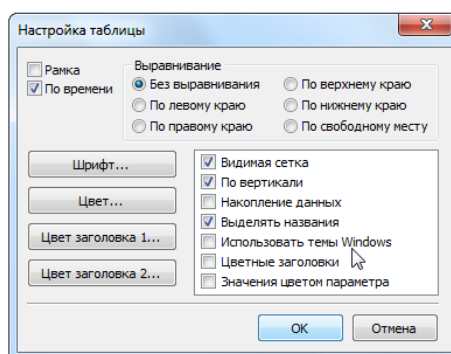 Настройка таблицы
Рамка
По времени
Выравнивание
Без выравнивания
По верхнему краю
По левому краю
По нижнему краю
По правому краю
По свободному месту
Шрифт...
Цвет...
Цвет заголовка 1...
Цвет заголовка 2...
Видимая сетка
По вертикали
Накопление данных
Выделять названия
Использовать темы Windows
Цветные заголовки
Значения цветом параметра
OK
Отмена